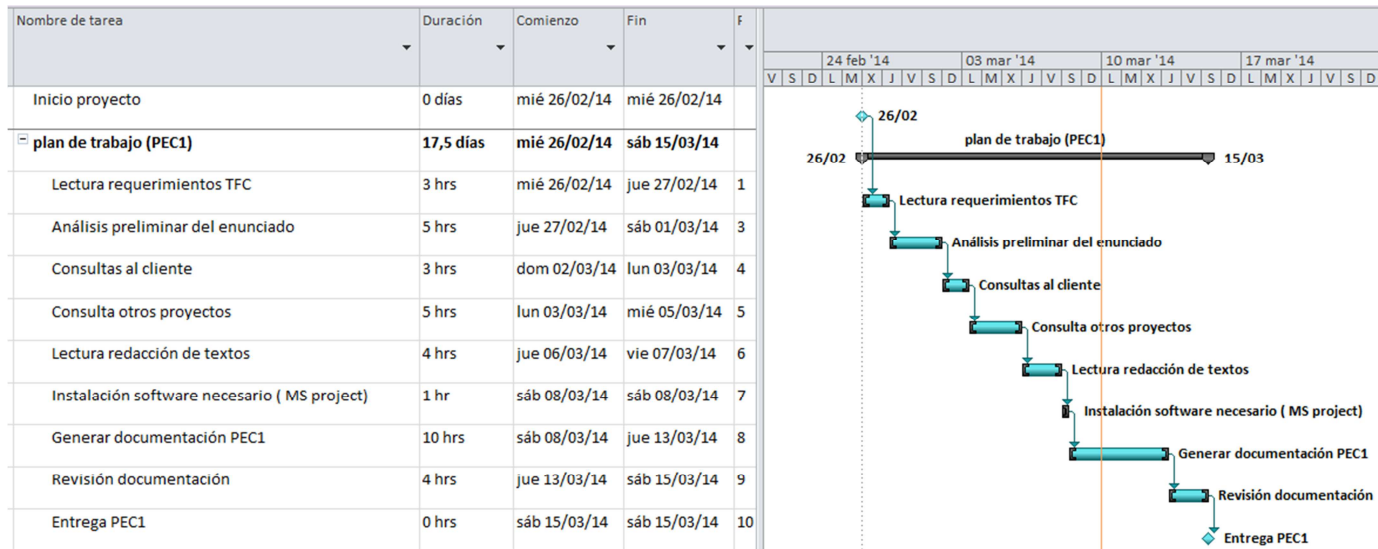 Nombre de tarea Duración Comienzo Fin F
24 feb '14 03 mar '14 10 mar '14 17 mar '14
V S D L M X J V S D L M X J V S D L M X J V S D L M X J V S D
Inicio proyecto 0 días mié 26/02/14 mié 26/02/14
26/02
plan de trabajo (PEC1) 17,5 días mié 26/02/14 sáb 15/03/14
plan de trabajo (PEC1)
26/02 15/03
Lectura requerimientos TFC 3 hrs mié 26/02/14 jue 27/02/14 1
Lectura requerimientos TFC
Análisis preliminar del enunciado 5 hrs jue 27/02/14 sáb 01/03/14 3
Análisis preliminar del enunciado
Consultas al cliente 3 hrs dom 02/03/14 lun 03/03/14 4
Consultas al cliente
Consulta otros proyectos 5 hrs lun 03/03/14 mié 05/03/14 5
Consulta otros proyectos
Lectura redacción de textos 4 hrs jue 06/03/14 vie 07/03/14 6
Lectura redacción de textos
Instalación software necesario ( MS project) 1 hr sáb 08/03/14 sáb 08/03/14 7
Instalación software necesario ( MS project)
Generar documentación PEC1 10 hrs sáb 08/03/14 jue 13/03/14 8
Generar documentación PEC1
Revisión documentación 4 hrs jue 13/03/14 sáb 15/03/14 9
Revisión documentación
Entrega PEC1 0 hrs sáb 15/03/14 sáb 15/03/14 10
Entrega PEC1